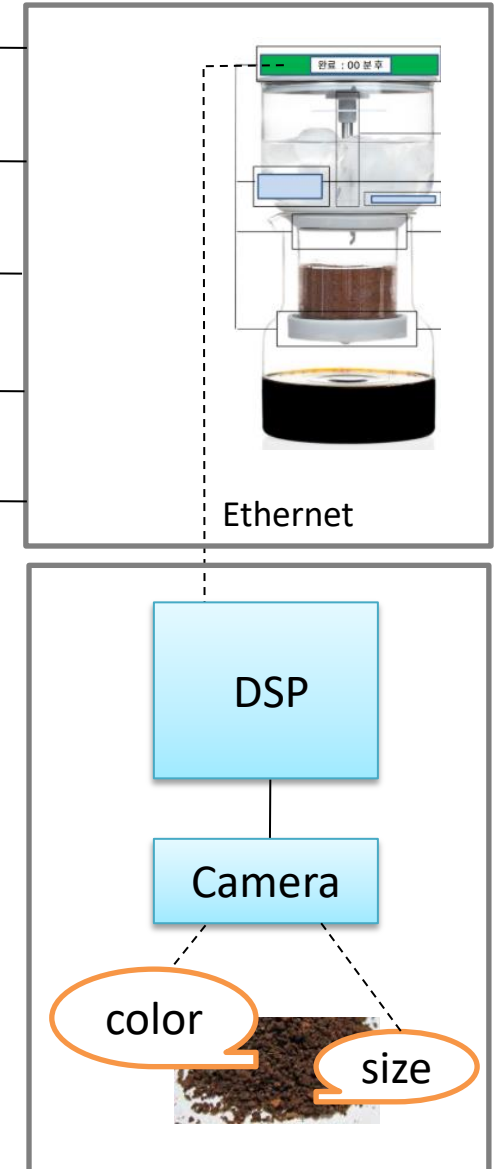 완료 : 00 분 후
Ethernet
DSP
Camera
color
size